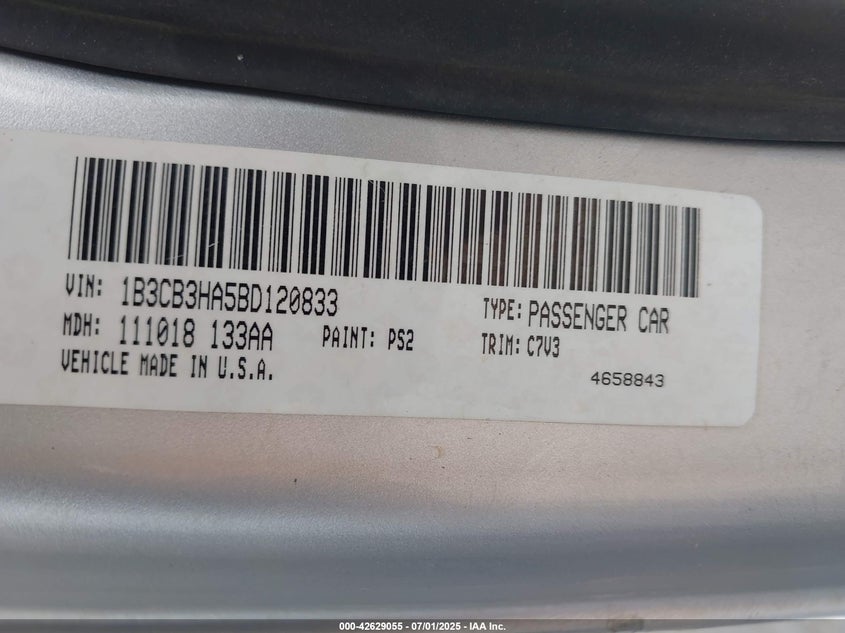 VIN: 1B3CB3HA5BD120833
TYPE: PASSENGER CAR
MDH: 111018 133AA
PAINT: PS2
TRIM: C7V3
VEHICLE MADE IN U.S.A.
4658843
000-42629055 - 07/01/2025 - IAA Inc.